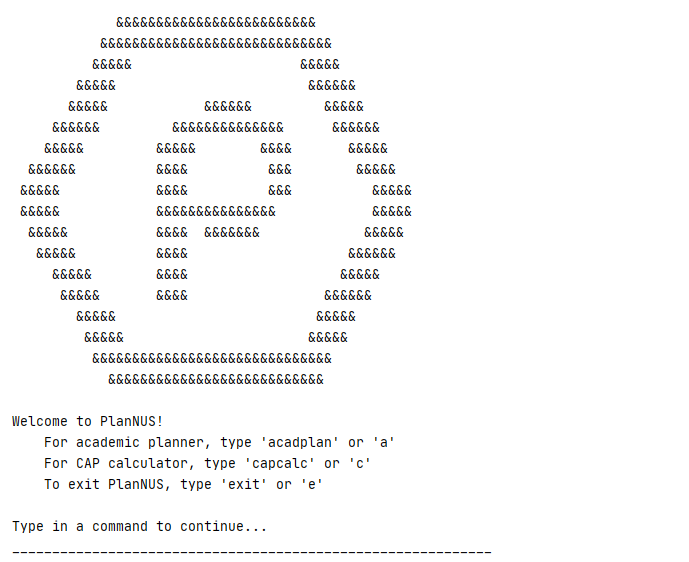 &&&&&&&&&&&&&&&&&&&&&&&&&
           &&&&&&&&&&&&&&&&&&&&&&&&&&&&&
          &&&&&                     &&&&&
        &&&&&                        &&&&&&
       &&&&&            &&&&&&         &&&&&
     &&&&&&         &&&&&&&&&&&&&&      &&&&&&
    &&&&&         &&&&&        &&&&       &&&&&
  &&&&&&          &&&&          &&&        &&&&&
 &&&&&            &&&&          &&&          &&&&&
 &&&&&            &&&&&&&&&&&&&&&            &&&&&
  &&&&&           &&&&  &&&&&&&             &&&&&
   &&&&&          &&&&                    &&&&&&
     &&&&&        &&&&                   &&&&&
      &&&&&       &&&&                 &&&&&&
        &&&&&                         &&&&&
         &&&&&                       &&&&&
          &&&&&&&&&&&&&&&&&&&&&&&&&&&&&&
            &&&&&&&&&&&&&&&&&&&&&&&&&&&
Welcome to PlanNUS!
    For academic planner, type 'acadplan' or 'a'
    For CAP calculator, type 'capcalc' or 'c'
    To exit PlanNUS, type 'exit' or 'e'
Type in a command to continue...
____________________________________________________________